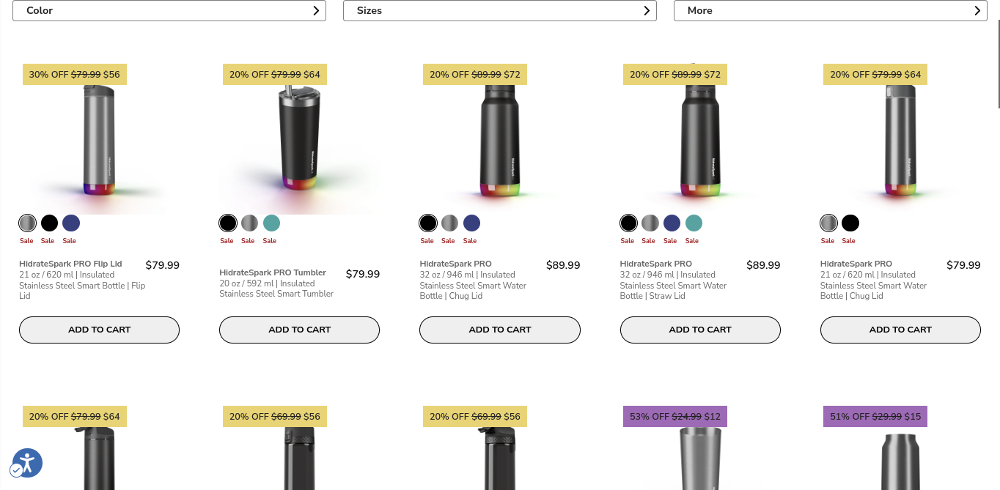 Color
Sizes
More
30% OFF $79.99 $56
20% OFF $79.99 $64
20% OFF $89.99 $72
20% OFF $89.99 $72
20% OFF $79.99 $64
HidrateSpark
HidrateSpark
HidrateSpark
HidrateSpark
HidrateSpark
Sale Sale Sale
Sale Sale Sale
Sale Sale Sale
Sale Sale Sale Sale
Sale Sale
HidrateSpark PRO Flip Lid
21 oz / 620 ml | Insulated
Stainless Steel Smart Bottle | Flip
Lid
$79.99
HidrateSpark PRO Tumbler
20 oz / 592 ml | Insulated
Stainless Steel Smart Tumbler
$79.99
HidrateSpark PRO
32 oz / 946 ml | Insulated
Stainless Steel Smart Water
Bottle | Chug Lid
$89.99
HidrateSpark PRO
32 oz / 946 ml | Insulated
Stainless Steel Smart Water
Bottle | Straw Lid
$89.99
HidrateSpark PRO
21 oz / 620 ml | Insulated
Stainless Steel Smart Water
Bottle | Chug Lid
$79.99
ADD TO CART
ADD TO CART
ADD TO CART
ADD TO CART
ADD TO CART
20% OFF $79.99 $64
20% OFF $69.99 $56
20% OFF $69.99 $56
53% OFF $24.99 $12
51% OFF $29.99 $15